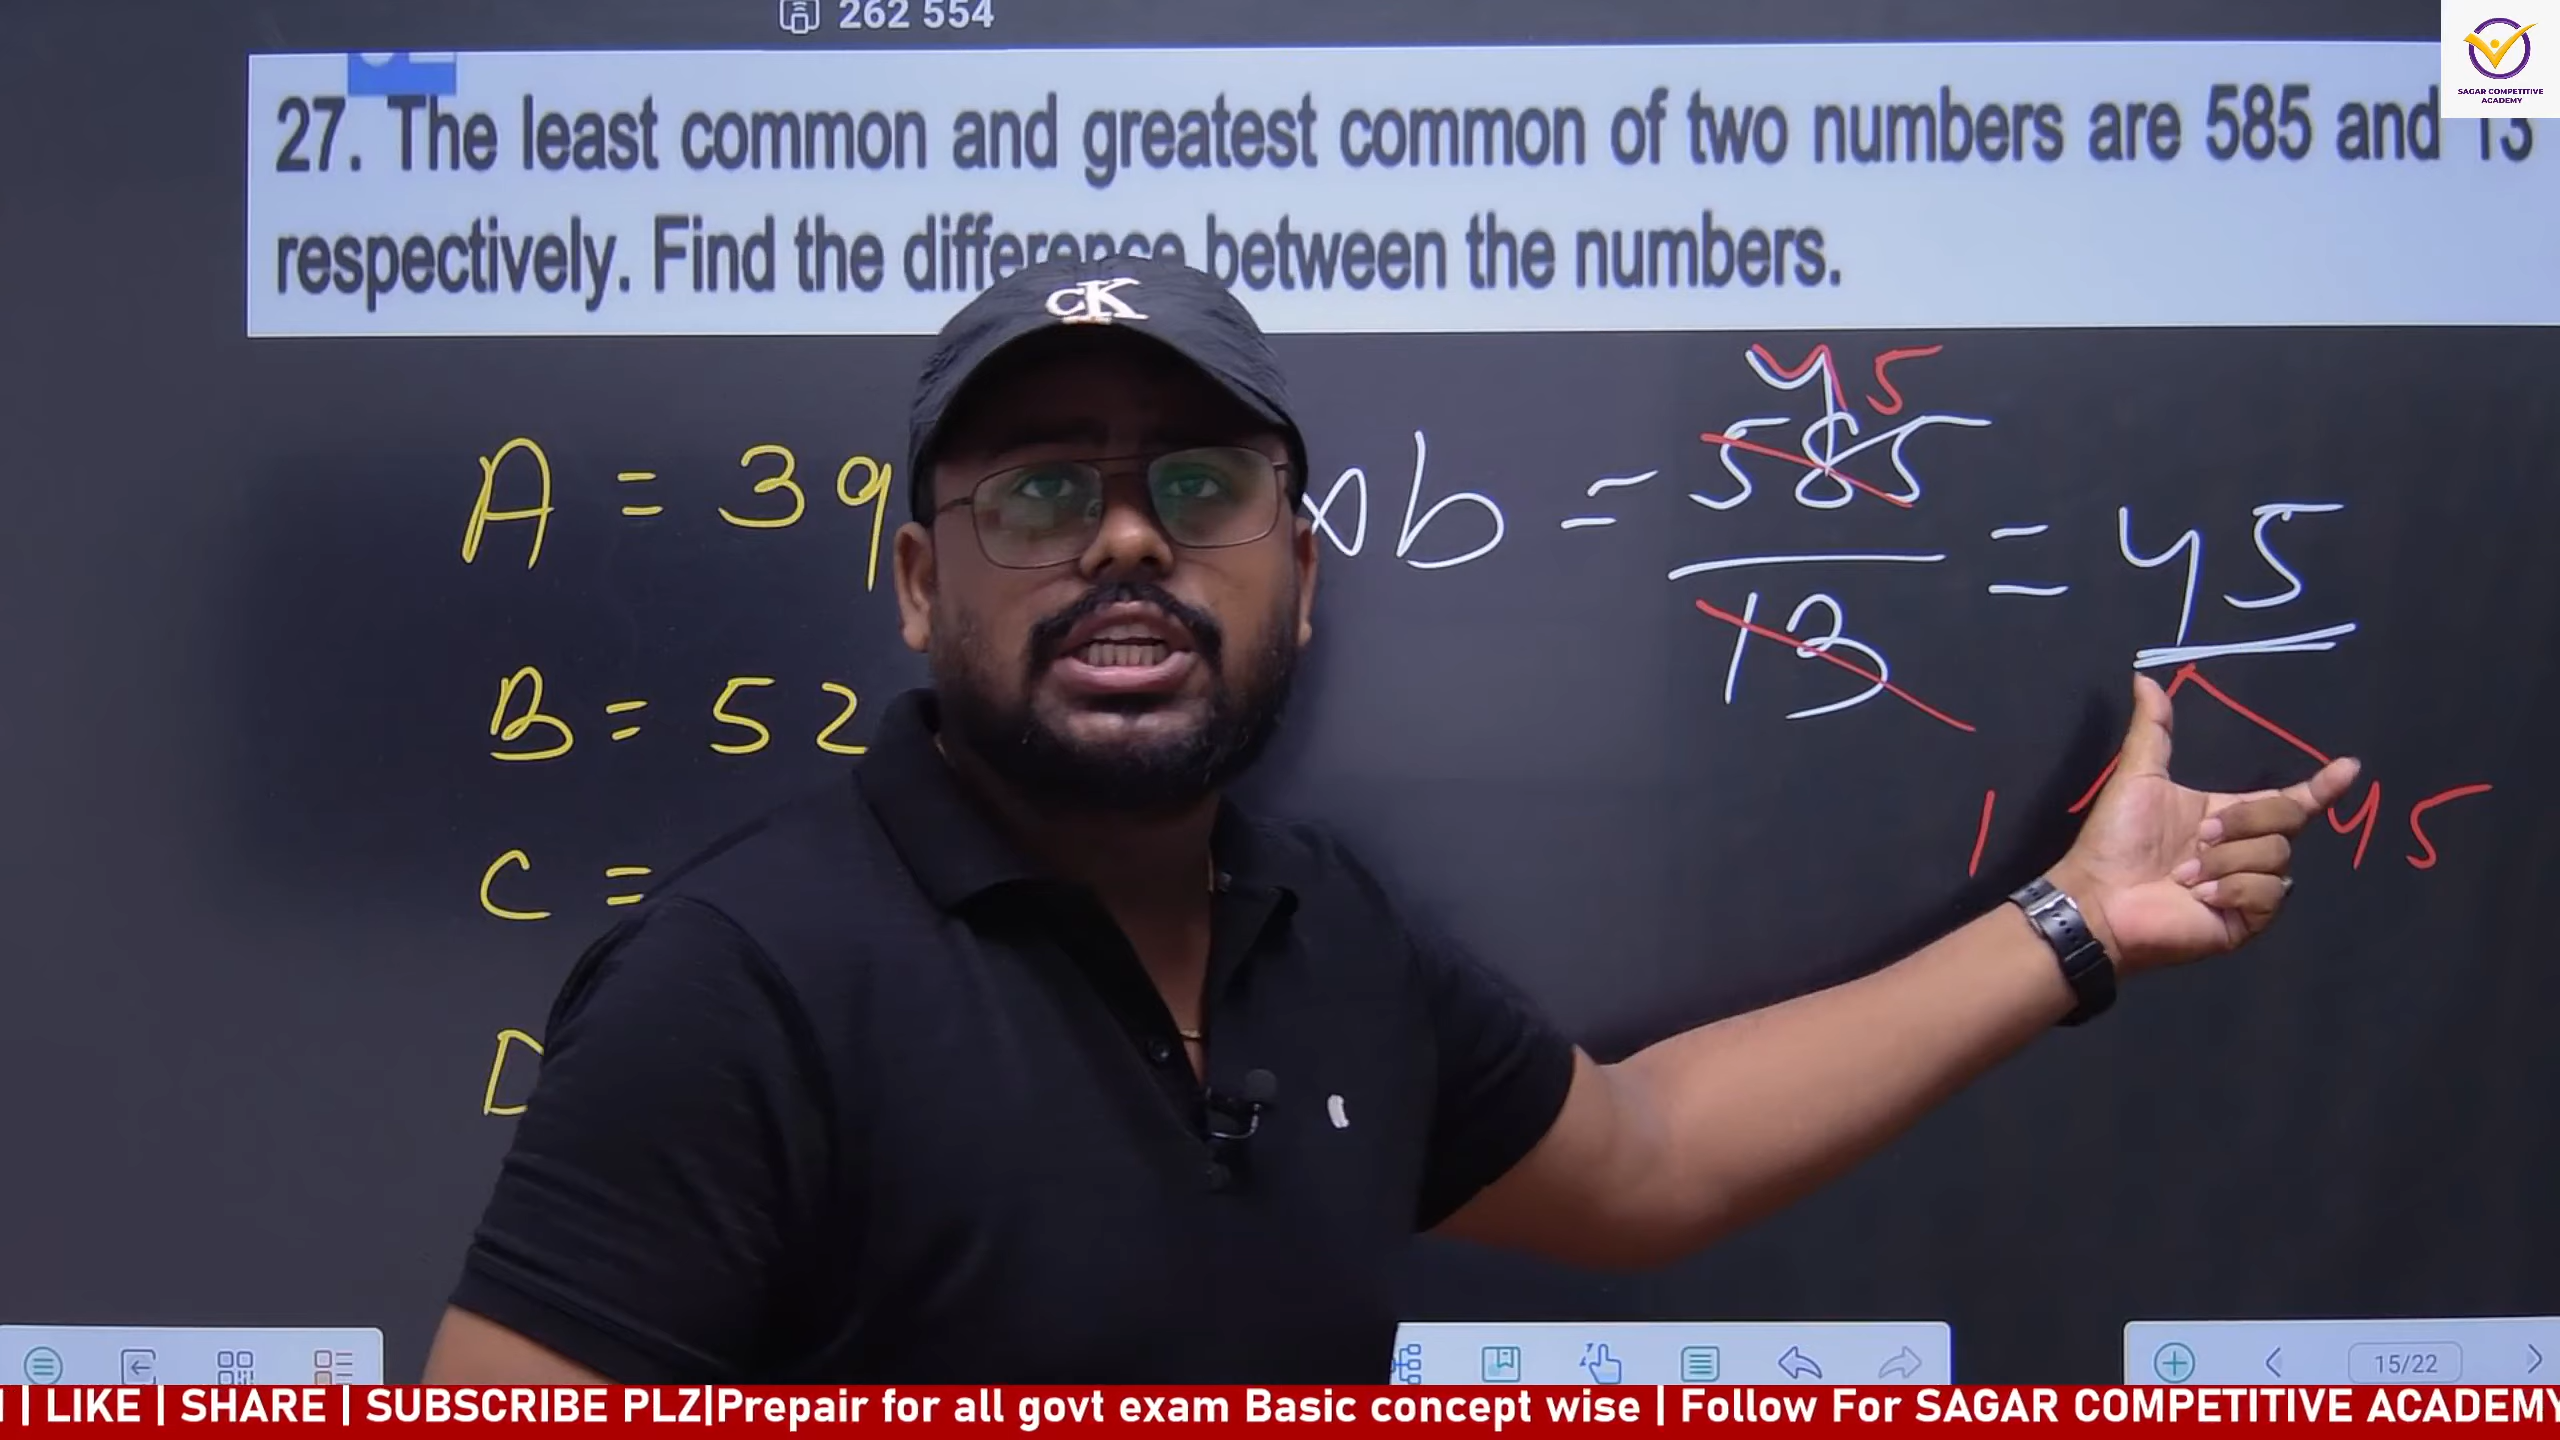 262 554
SAGAR COMPETITIVE
ACADEMY
27. The least common and greatest common of two numbers are 585 and 13
respectively. Find the difference between the numbers.
A = 39
B = 52
C =
D
×b = 585/13 = 45
45
1 45
CK
15/22
| LIKE | SHARE | SUBSCRIBE PLZ|Prepair for all govt exam Basic concept wise | Follow For SAGAR COMPETITIVE ACADEMY